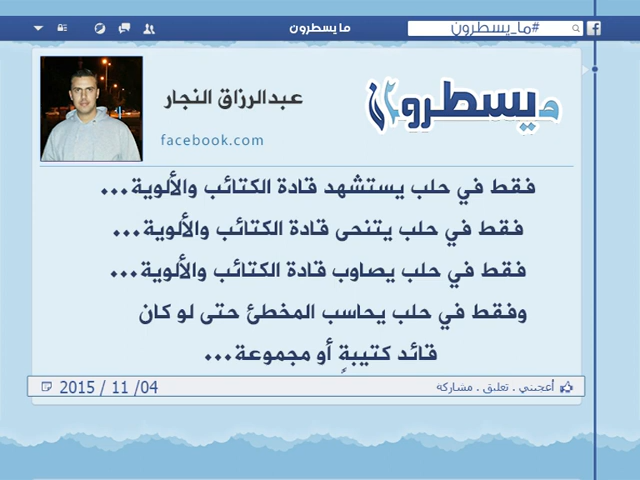 #ما_يسطرون
ما يسطرون
ما يسطرون
عبدالرزاق النجار
facebook.com
فقط في حلب يستشهد قادة الكتائب والألوية...
فقط في حلب يتنحى قادة الكتائب والألوية...
فقط في حلب يصاوب قادة الكتائب والألوية...
وفقط في حلب يحاسب المخطئ حتى لو كان
قائد كتيبةٍ أو مجموعة...
أعجبني . تعليق . مشاركة
2015 / 11 /04